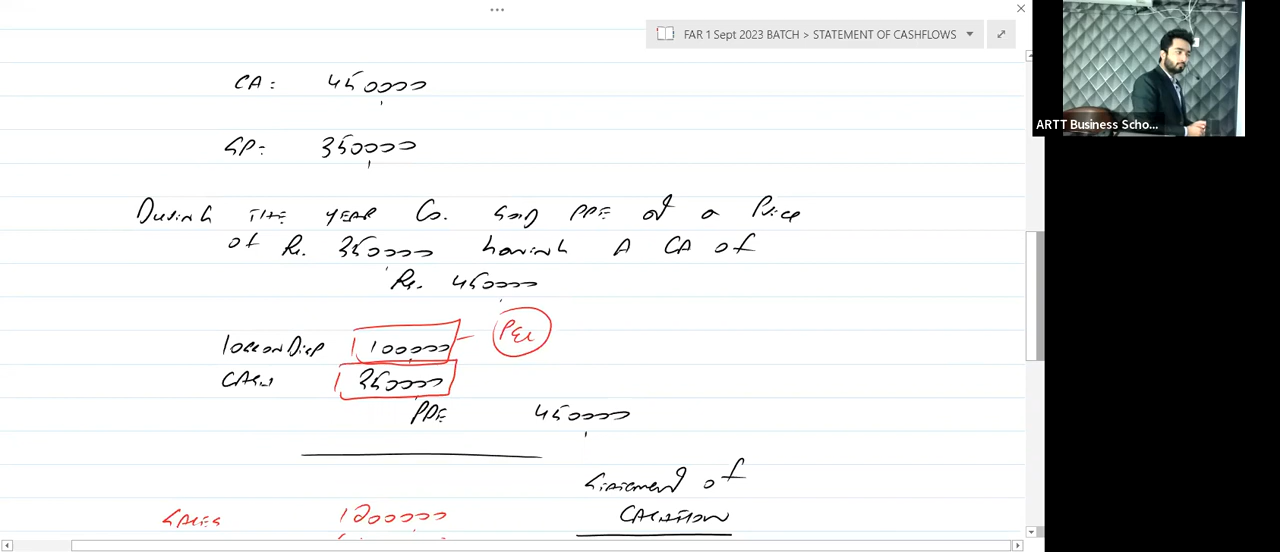 FAR 1 Sept 2023 BATCH > STATEMENT OF CASHFLOWS
ARTT Business Scho...
CA: 450000
SP: 350000
DURING THE YEAR Co. SOLD PPE at a Price
of Rs. 350000 having A CA of
Rs. 450000
loss on Disp 100,000 P&L
CASH 350000
PPE 450000
Statement of
CASHFLOW
SALES 1200000